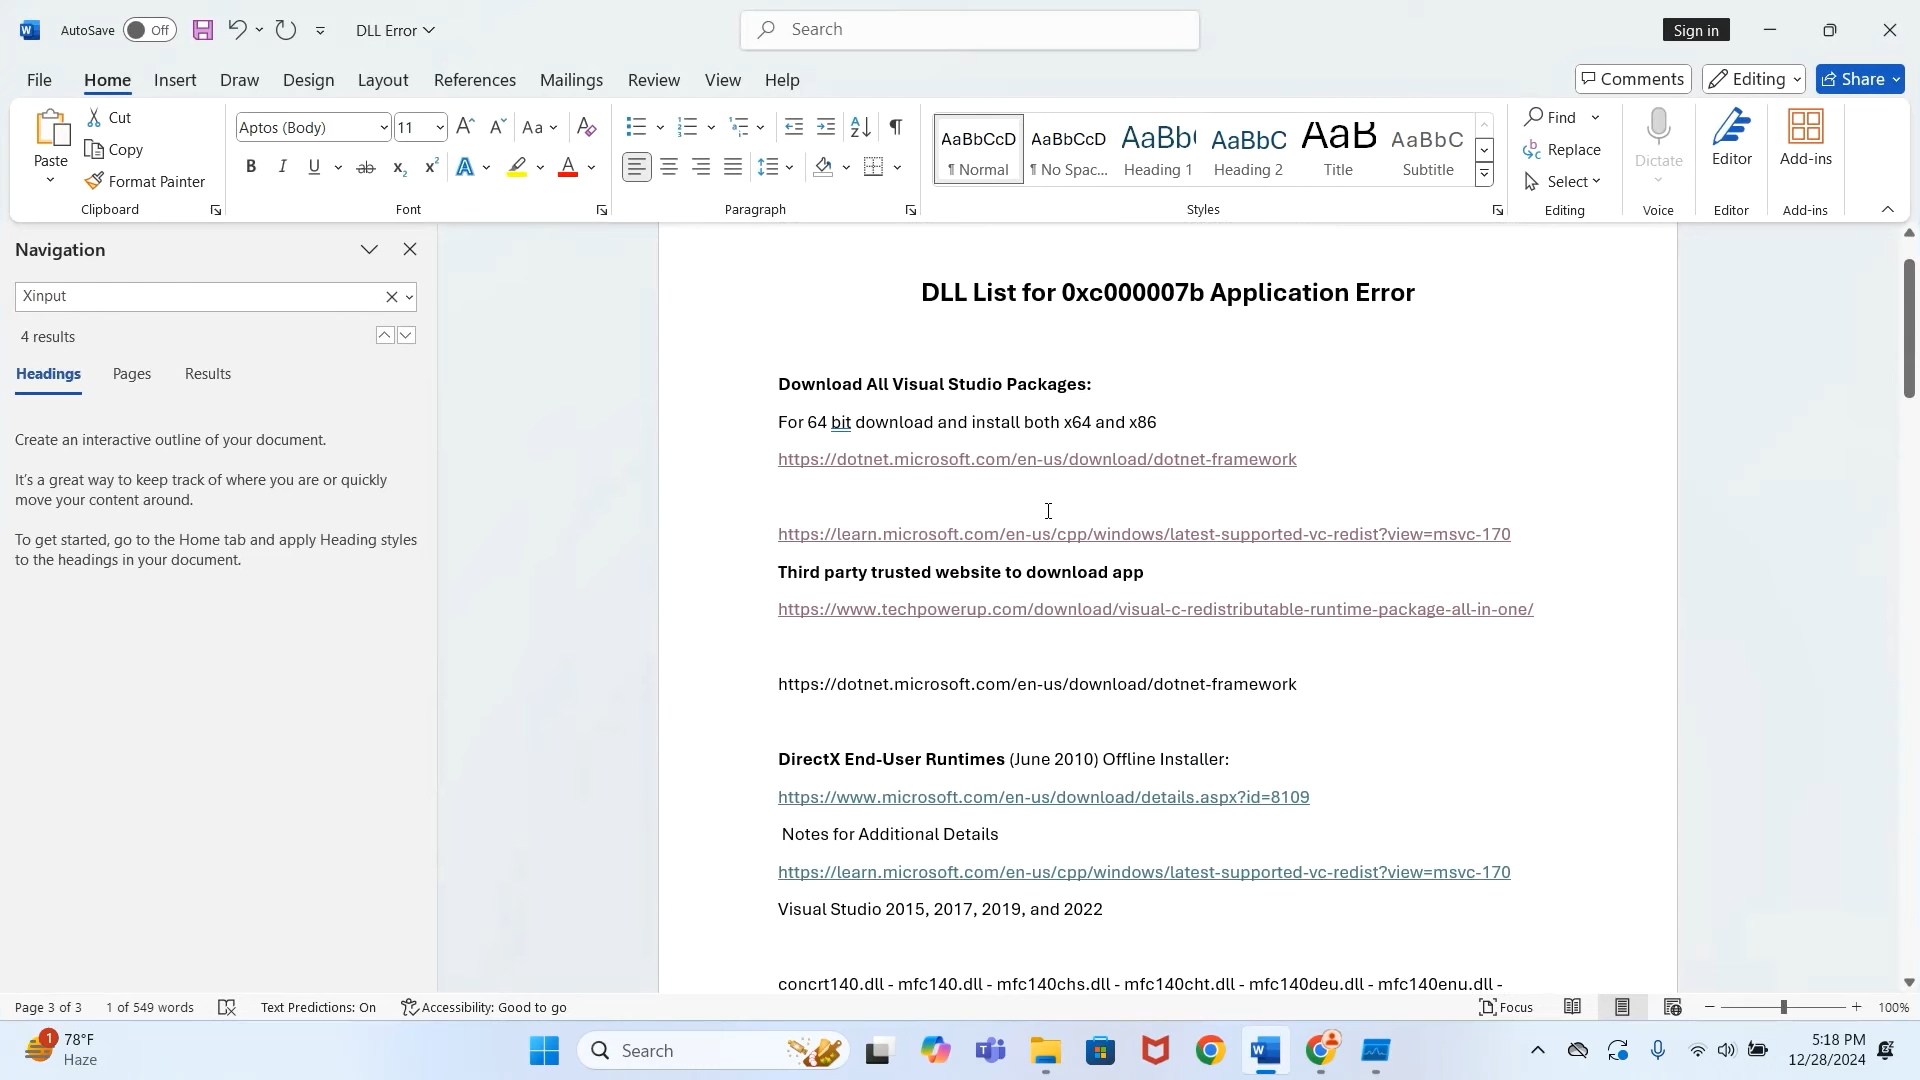 AutoSave Off DLL Error Search Sign in
File Home Insert Draw Design Layout References Mailings Review View Help Comments Editing Share
Paste Cut Copy Format Painter
Aptos (Body) 11
AaBbCcD AaBbCcD AaBb( AaBbC AaB AaBbC
¶ Normal ¶ No Spac... Heading 1 Heading 2 Title Subtitle
Find Replace Select
Dictate Editor Add-ins
Clipboard Font Paragraph Styles Editing Voice Editor Add-ins
Navigation
Xinput
4 results
Headings Pages Results
Create an interactive outline of your document.
It's a great way to keep track of where you are or quickly
move your content around.
To get started, go to the Home tab and apply Heading styles
to the headings in your document.
DLL List for 0xc000007b Application Error
Download All Visual Studio Packages:
For 64 bit download and install both x64 and x86
https://dotnet.microsoft.com/en-us/download/dotnet-framework
https://learn.microsoft.com/en-us/cpp/windows/latest-supported-vc-redist?view=msvc-170
Third party trusted website to download app
https://www.techpowerup.com/download/visual-c-redistributable-runtime-package-all-in-one/
https://dotnet.microsoft.com/en-us/download/dotnet-framework
DirectX End-User Runtimes (June 2010) Offline Installer:
https://www.microsoft.com/en-us/download/details.aspx?id=8109
Notes for Additional Details
https://learn.microsoft.com/en-us/cpp/windows/latest-supported-vc-redist?view=msvc-170
Visual Studio 2015, 2017, 2019, and 2022
concrt140.dll - mfc140.dll - mfc140chs.dll - mfc140cht.dll - mfc140deu.dll - mfc140enu.dll -
Page 3 of 3 1 of 549 words Text Predictions: On Accessibility: Good to go Focus 100%
1 78°F
Haze
Search
5:18 PM
12/28/2024